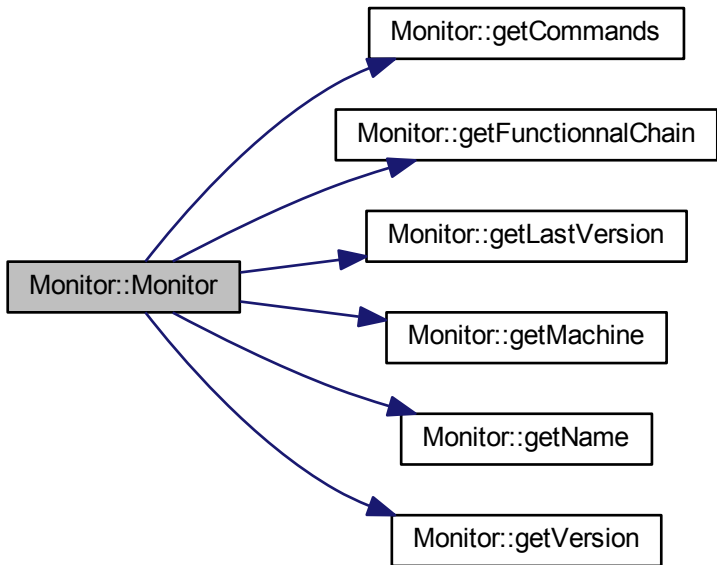 Monitor::getCommands
Monitor::getFunctionnalChain
Monitor::getLastVersion
Monitor::Monitor
Monitor::getMachine
Monitor::getName
Monitor::getVersion